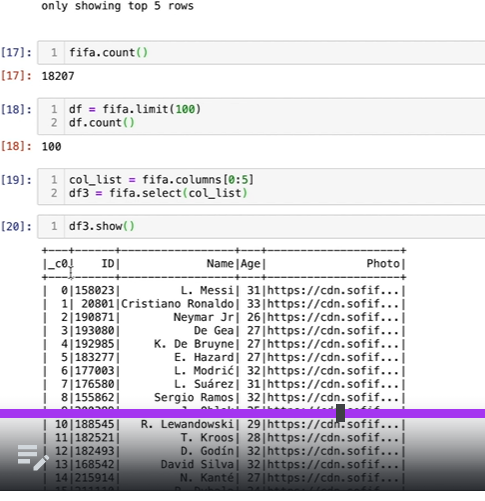 only showing top 5 rows
[17]: 1 fifa.count()
[17]: 18207
[18]: 1 df = fifa.limit(100)
2 df.count()
[18]: 100
[19]: 1 col_list = fifa.columns[0:5]
2 df3 = fifa.select(col_list)
[20]: 1 df3.show()
+---+------+-----------------+---+--------------------+
|_c0| ID| Name|Age| Photo|
+---+------+-----------------+---+--------------------+
| 0|158023| L. Messi| 31|https://cdn.sofif...|
| 1| 20801|Cristiano Ronaldo| 33|https://cdn.sofif...|
| 2|190871| Neymar Jr| 26|https://cdn.sofif...|
| 3|193080| De Gea| 27|https://cdn.sofif...|
| 4|192985| K. De Bruyne| 27|https://cdn.sofif...|
| 5|183277| E. Hazard| 27|https://cdn.sofif...|
| 6|177003| L. Modrić| 32|https://cdn.sofif...|
| 7|176580| L. Suárez| 31|https://cdn.sofif...|
| 8|155862| Sergio Ramos| 32|https://cdn.sofif...|
| 10|188545| R. Lewandowski| 29|https://cdn.sofif...|
| 11|182521| T. Kroos| 28|https://cdn.sofif...|
| 12|182493| D. Godín| 32|https://cdn.sofif...|
| 13|168542| David Silva| 32|https://cdn.sofif...|
| 14|215914| N. Kanté| 27|https://cdn.sofif...|